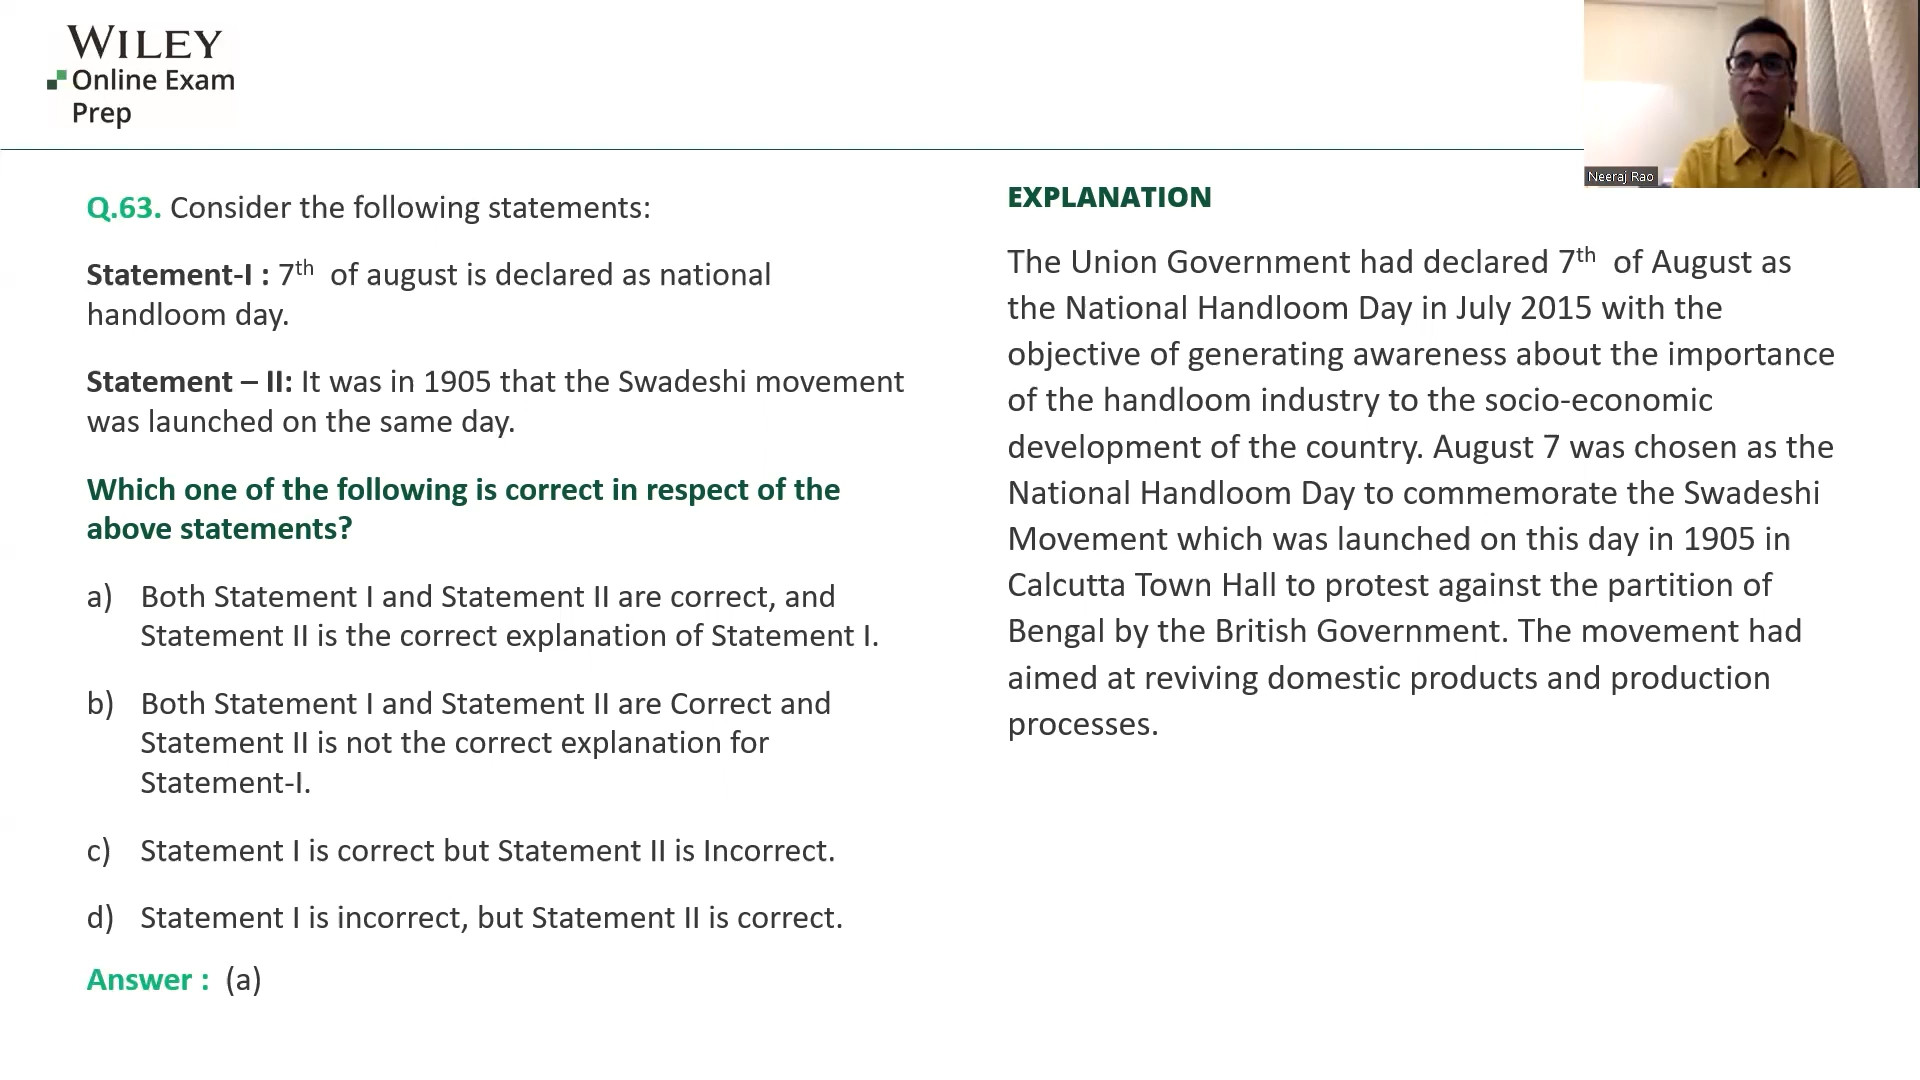 WILEY
Online Exam
Prep
Neeraj Rao
Q.63. Consider the following statements:
Statement-I : 7th of august is declared as national
handloom day.
Statement – II: It was in 1905 that the Swadeshi movement
was launched on the same day.
Which one of the following is correct in respect of the
above statements?
a) Both Statement I and Statement II are correct, and
Statement II is the correct explanation of Statement I.
b) Both Statement I and Statement II are Correct and
Statement II is not the correct explanation for
Statement-I.
c) Statement I is correct but Statement II is Incorrect.
d) Statement I is incorrect, but Statement II is correct.
Answer : (a)
EXPLANATION
The Union Government had declared 7th of August as
the National Handloom Day in July 2015 with the
objective of generating awareness about the importance
of the handloom industry to the socio-economic
development of the country. August 7 was chosen as the
National Handloom Day to commemorate the Swadeshi
Movement which was launched on this day in 1905 in
Calcutta Town Hall to protest against the partition of
Bengal by the British Government. The movement had
aimed at reviving domestic products and production
processes.